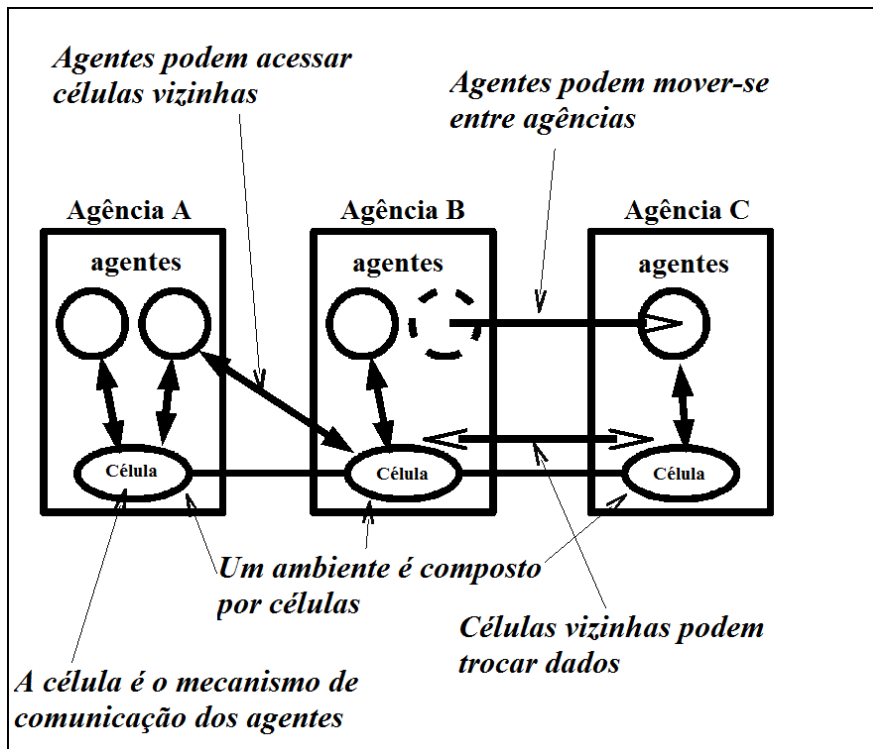 Agentes podem acessar
células vizinhas
Agentes podem mover-se
entre agências
Agência A
Agência B
Agência C
agentes
agentes
agentes
Célula
Célula
Célula
Um ambiente é composto
por células
Células vizinhas podem
trocar dados
A célula é o mecanismo de
comunicação dos agentes